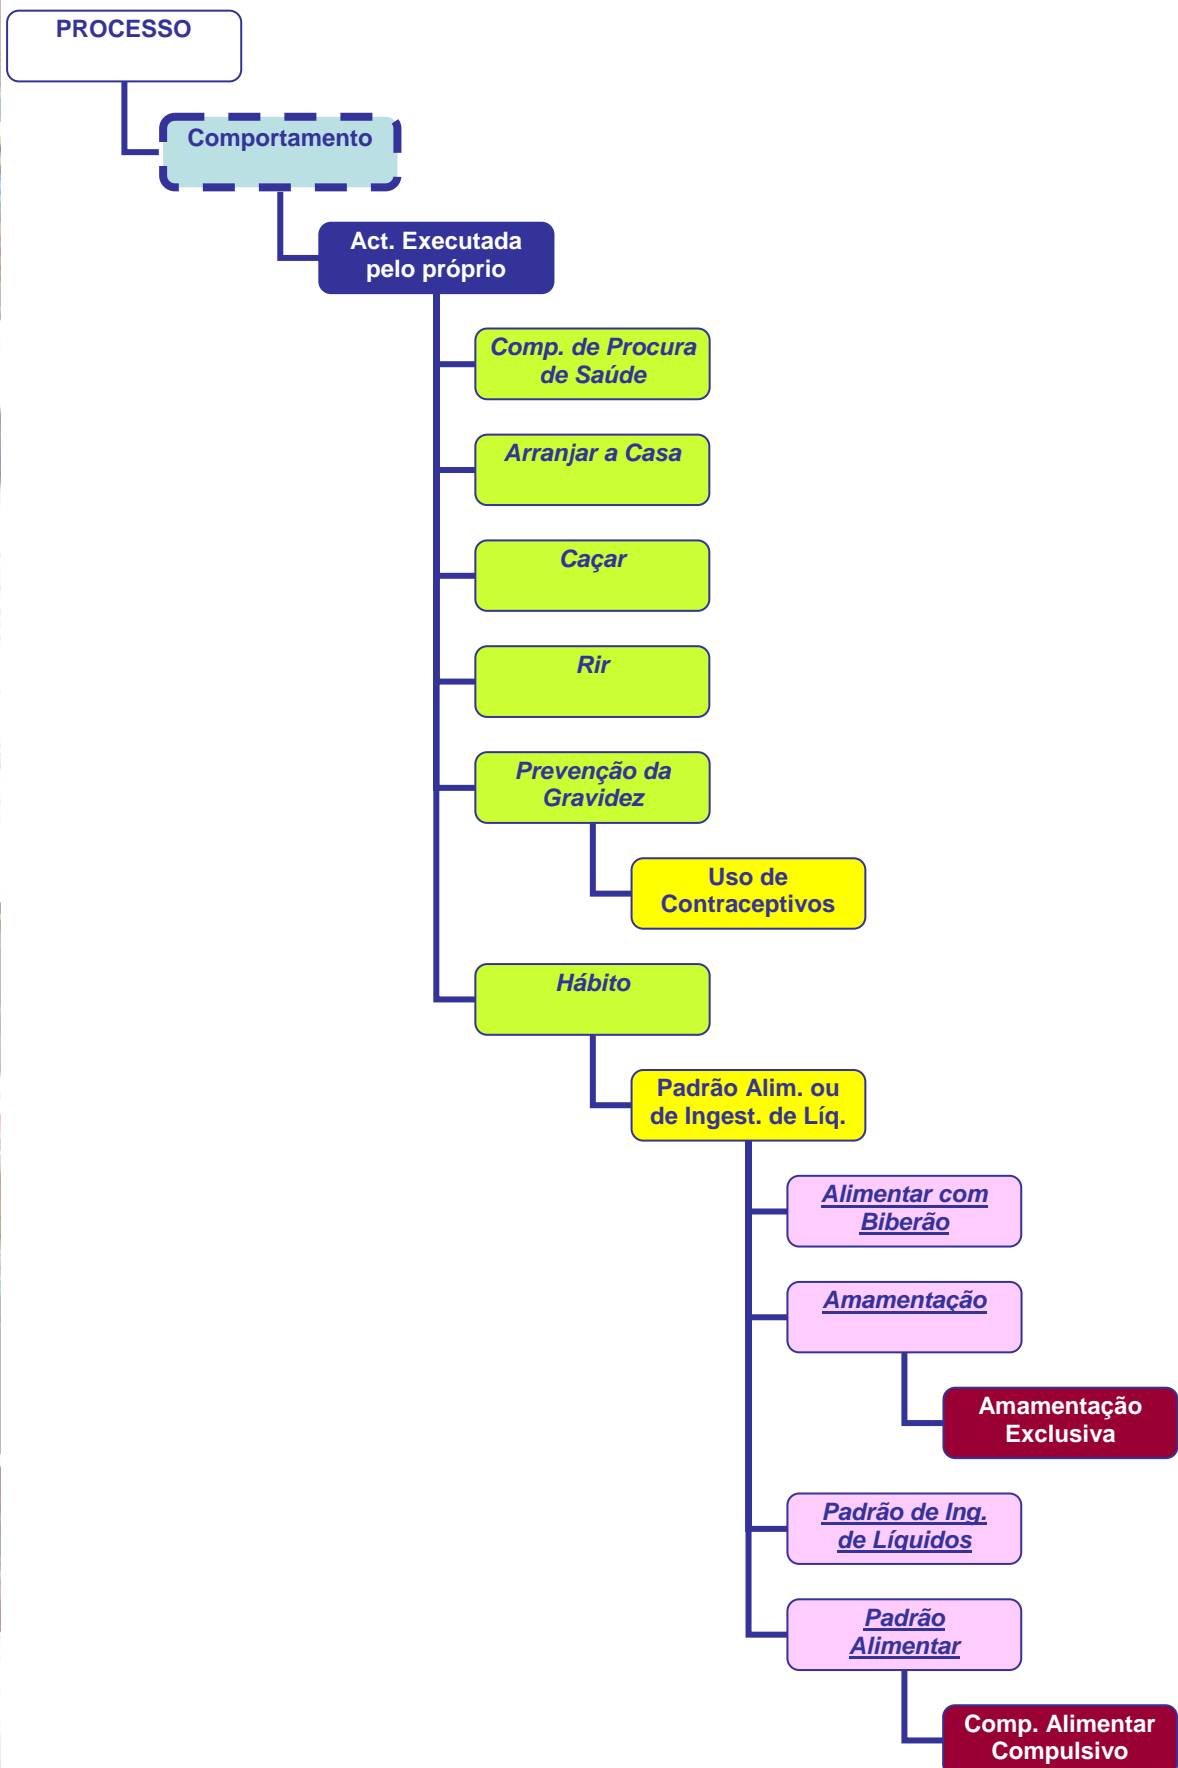 PROCESSO
Comportamento
Act. Executada
pelo próprio
Comp. de Procura
de Saúde
Arranjar a Casa
Caçar
Rir
Prevenção da
Gravidez
Uso de
Contraceptivos
Hábito
Padrão Alim. ou
de Ingest. de Líq.
Alimentar com
Biberão
Amamentação
Amamentação
Exclusiva
Padrão de Ing.
de Líquidos
Padrão
Alimentar
Comp. Alimentar
Compulsivo